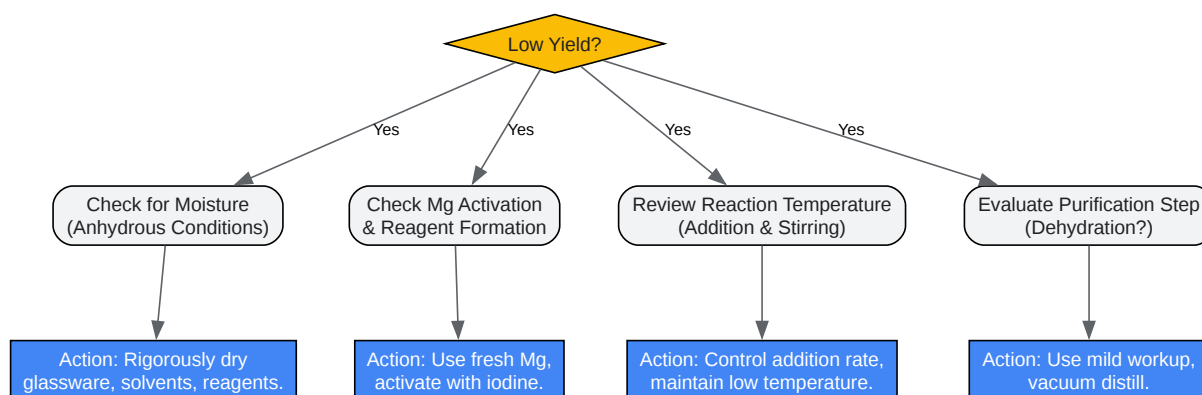 Low Yield?
Yes
Yes
Yes
Yes
Check for Moisture
(Anhydrous Conditions)
Check Mg Activation
& Reagent Formation
Review Reaction Temperature
(Addition & Stirring)
Evaluate Purification Step
(Dehydration?)
Action: Rigorously dry
glassware, solvents, reagents.
Action: Use fresh Mg,
activate with iodine.
Action: Control addition rate,
maintain low temperature.
Action: Use mild workup,
vacuum distill.